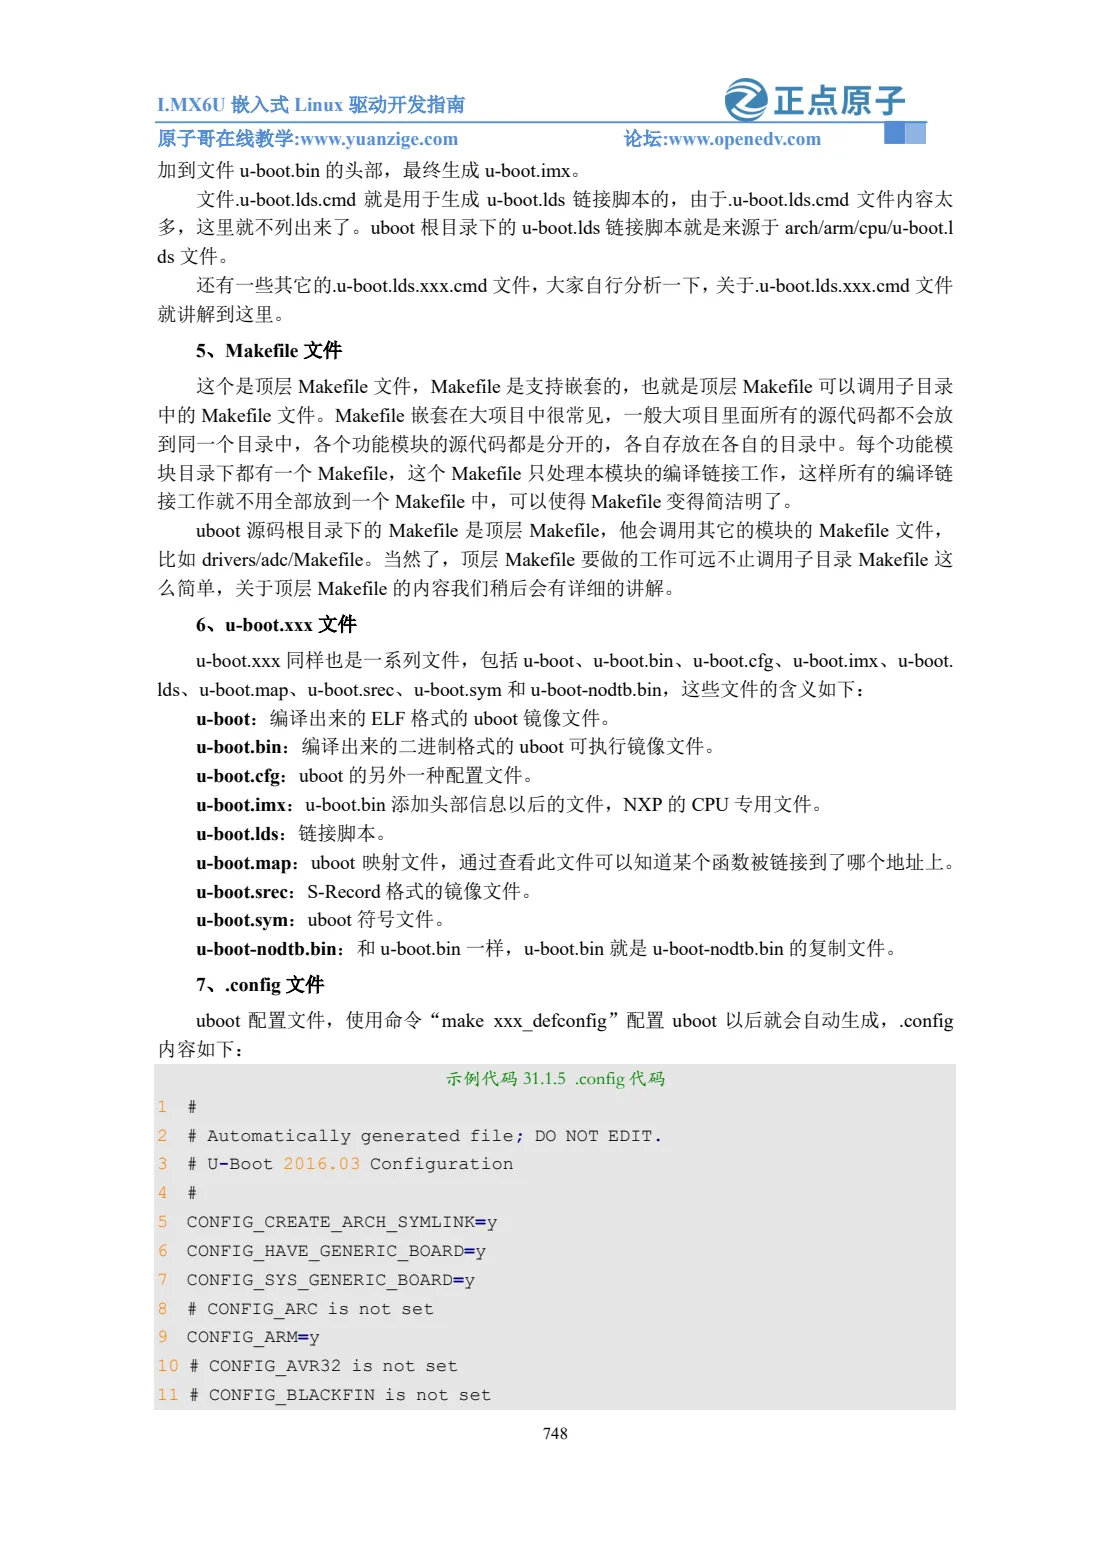 I.MX6U 嵌入式 Linux 驱动开发指南
正点原子
原子哥在线教学:www.yuanzige.com 论坛:www.openedv.com
加到文件 u-boot.bin 的头部，最终生成 u-boot.imx。
文件.u-boot.lds.cmd 就是用于生成 u-boot.lds 链接脚本的，由于.u-boot.lds.cmd 文件内容太
多，这里就不列出来了。uboot 根目录下的 u-boot.lds 链接脚本就是来源于 arch/arm/cpu/u-boot.l
ds 文件。
还有一些其它的.u-boot.lds.xxx.cmd 文件，大家自行分析一下，关于.u-boot.lds.xxx.cmd 文件
就讲解到这里。
5、Makefile 文件
这个是顶层 Makefile 文件，Makefile 是支持嵌套的，也就是顶层 Makefile 可以调用子目录
中的 Makefile 文件。Makefile 嵌套在大项目中很常见，一般大项目里面所有的源代码都不会放
到同一个目录中，各个功能模块的源代码都是分开的，各自存放在各自的目录中。每个功能模
块目录下都有一个 Makefile，这个 Makefile 只处理本模块的编译链接工作，这样所有的编译链
接工作就不用全部放到一个 Makefile 中，可以使得 Makefile 变得简洁明了。
uboot 源码根目录下的 Makefile 是顶层 Makefile，他会调用其它的模块的 Makefile 文件，
比如 drivers/adc/Makefile。当然了，顶层 Makefile 要做的工作可远不止调用子目录 Makefile 这
么简单，关于顶层 Makefile 的内容我们稍后会有详细的讲解。
6、u-boot.xxx 文件
u-boot.xxx 同样也是一系列文件，包括 u-boot、u-boot.bin、u-boot.cfg、u-boot.imx、u-boot.
lds、u-boot.map、u-boot.srec、u-boot.sym 和 u-boot-nodtb.bin，这些文件的含义如下：
u-boot：编译出来的 ELF 格式的 uboot 镜像文件。
u-boot.bin：编译出来的二进制格式的 uboot 可执行镜像文件。
u-boot.cfg：uboot 的另外一种配置文件。
u-boot.imx：u-boot.bin 添加头部信息以后的文件，NXP 的 CPU 专用文件。
u-boot.lds：链接脚本。
u-boot.map：uboot 映射文件，通过查看此文件可以知道某个函数被链接到了哪个地址上。
u-boot.srec：S-Record 格式的镜像文件。
u-boot.sym：uboot 符号文件。
u-boot-nodtb.bin：和 u-boot.bin 一样，u-boot.bin 就是 u-boot-nodtb.bin 的复制文件。
7、.config 文件
uboot 配置文件，使用命令“make xxx_defconfig”配置 uboot 以后就会自动生成，.config
内容如下：
示例代码 31.1.5 .config 代码
1 #
2 # Automatically generated file; DO NOT EDIT.
3 # U-Boot 2016.03 Configuration
4 #
5 CONFIG_CREATE_ARCH_SYMLINK=y
6 CONFIG_HAVE_GENERIC_BOARD=y
7 CONFIG_SYS_GENERIC_BOARD=y
8 # CONFIG_ARC is not set
9 CONFIG_ARM=y
10 # CONFIG_AVR32 is not set
11 # CONFIG_BLACKFIN is not set
748